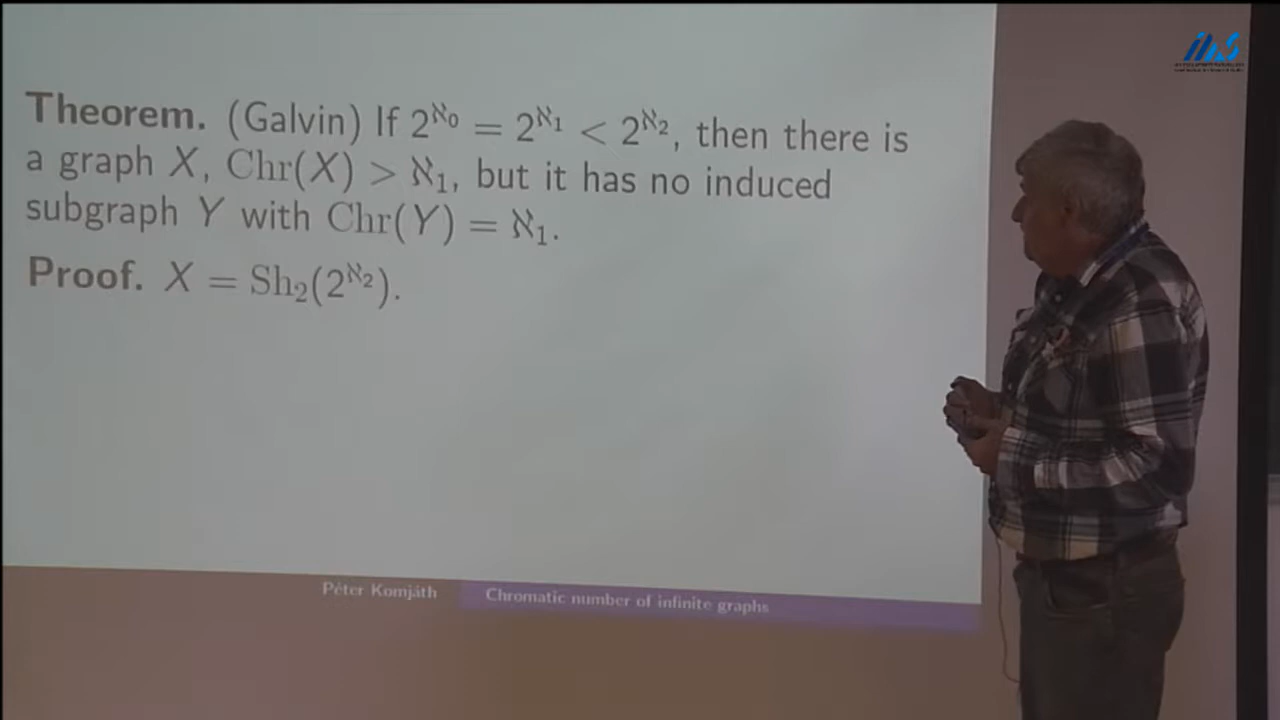 Theorem. (Galvin) If 2^ℵ₀ = 2^ℵ₁ < 2^ℵ₂, then there is
a graph X, Chr(X) > ℵ₁, but it has no induced
subgraph Y with Chr(Y) = ℵ₁.
Proof. X = Sh₂(2^ℵ₂).
Péter Komjáth Chromatic number of infinite graphs